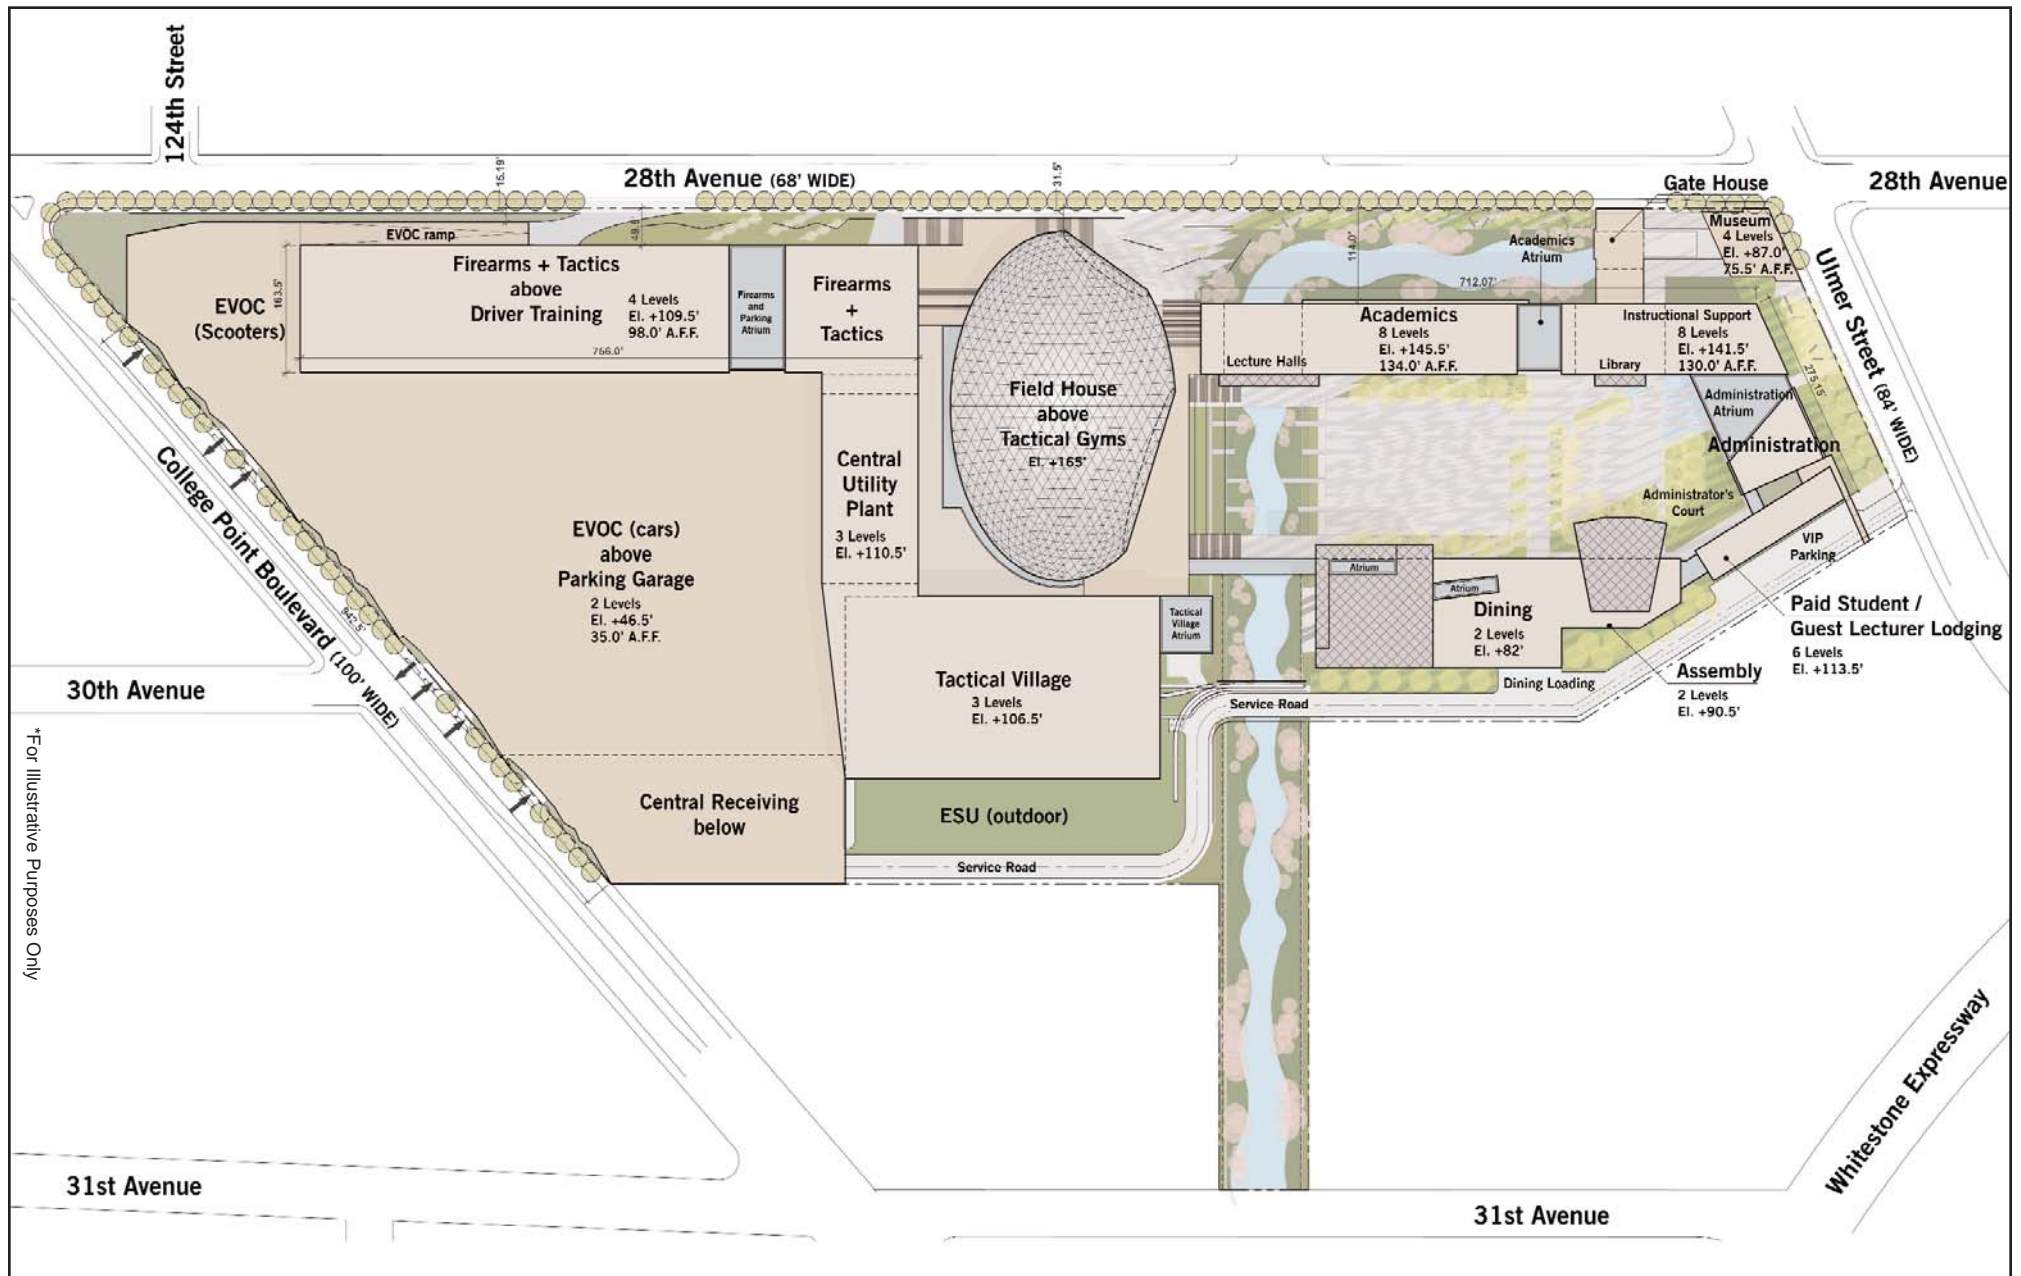 124th Street
28th Avenue (68' WIDE)
28th Avenue
15.19'
31.5'
Gate House
Museum
4 Levels
El. +87.0'
75.5' A.F.F.
Ulmer Street (84' WIDE)
EVOC ramp
49.5'
114.0'
Academics
Atrium
EVOC
(Scooters)
163.5'
Firearms + Tactics
above
Driver Training
4 Levels
El. +109.5'
98.0' A.F.F.
Firearms
and
Parking
Atrium
Firearms
+
Tactics
712.07'
Academics
8 Levels
El. +145.5'
134.0' A.F.F.
Lecture Halls
Instructional Support
8 Levels
El. +141.5'
130.0' A.F.F.
Library
275.15'
Field House
above
Tactical Gyms
El. +165'
Administration
Atrium
Administration
Administrator's
Court
College Point Boulevard (100' WIDE)
942.5'
Central
Utility
Plant
3 Levels
El. +110.5'
EVOC (cars)
above
Parking Garage
2 Levels
El. +46.5'
35.0' A.F.F.
VIP
Parking
Atrium
Atrium
Dining
2 Levels
El. +82'
Tactical
Village
Atrium
Paid Student /
Guest Lecturer Lodging
6 Levels
El. +113.5'
Assembly
2 Levels
El. +90.5'
Dining Loading
Service Road
Tactical Village
3 Levels
El. +106.5'
30th Avenue
Central Receiving
below
ESU (outdoor)
Service Road
*For Illustrative Purposes Only
Whitestone Expressway
31st Avenue
31st Avenue